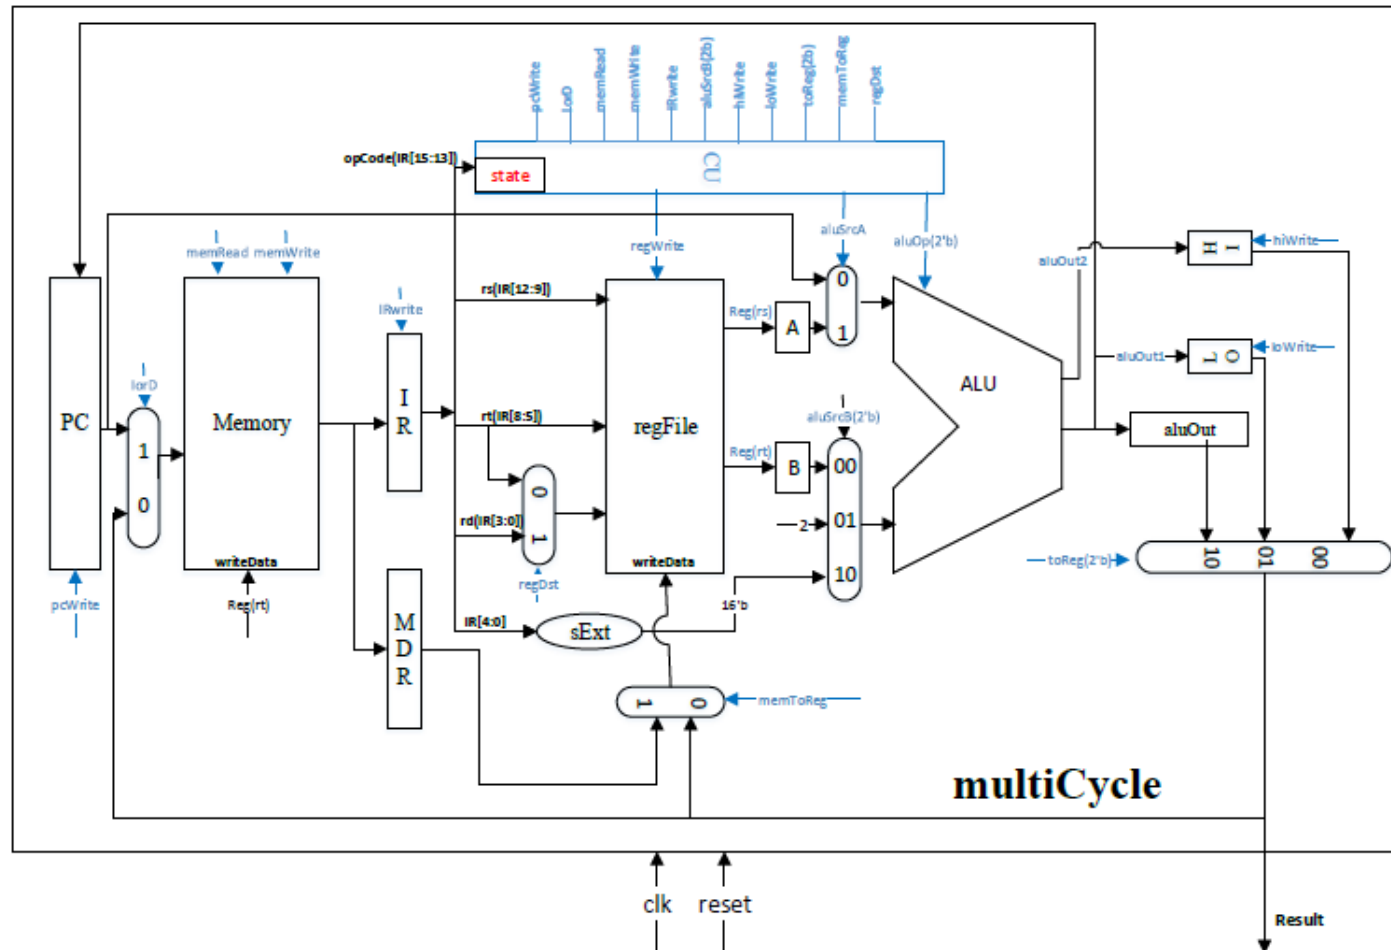 pcWrite
IorD
memRead
memWrite
IRwrite
aluSrcB(2b)
hiWrite
loWrite
toReg(2b)
memToReg
regDst
opCode(IR[15:13])
state
CU
memRead
memWrite
regWrite
aluSrcA
aluOp(2'b)
aluOut2
H I
hiWrite
IRwrite
rs(IR[12:9])
Reg(rs)
A
0
1
ALU
aluOut1
L O
loWrite
IorD
PC
1
0
Memory
I
R
rt(IR[8:5])
regFile
Reg(rt)
B
aluSrcB(2'b)
00
01
10
2
aluOut
rd(IR[3:0])
0
1
regDst
writeData
writeData
pcWrite
Reg(rt)
M
D
R
IR[4:0]
sExt
16'b
toReg(2'b)
10
01
00
1
0
memToReg
multiCycle
clk
reset
Result